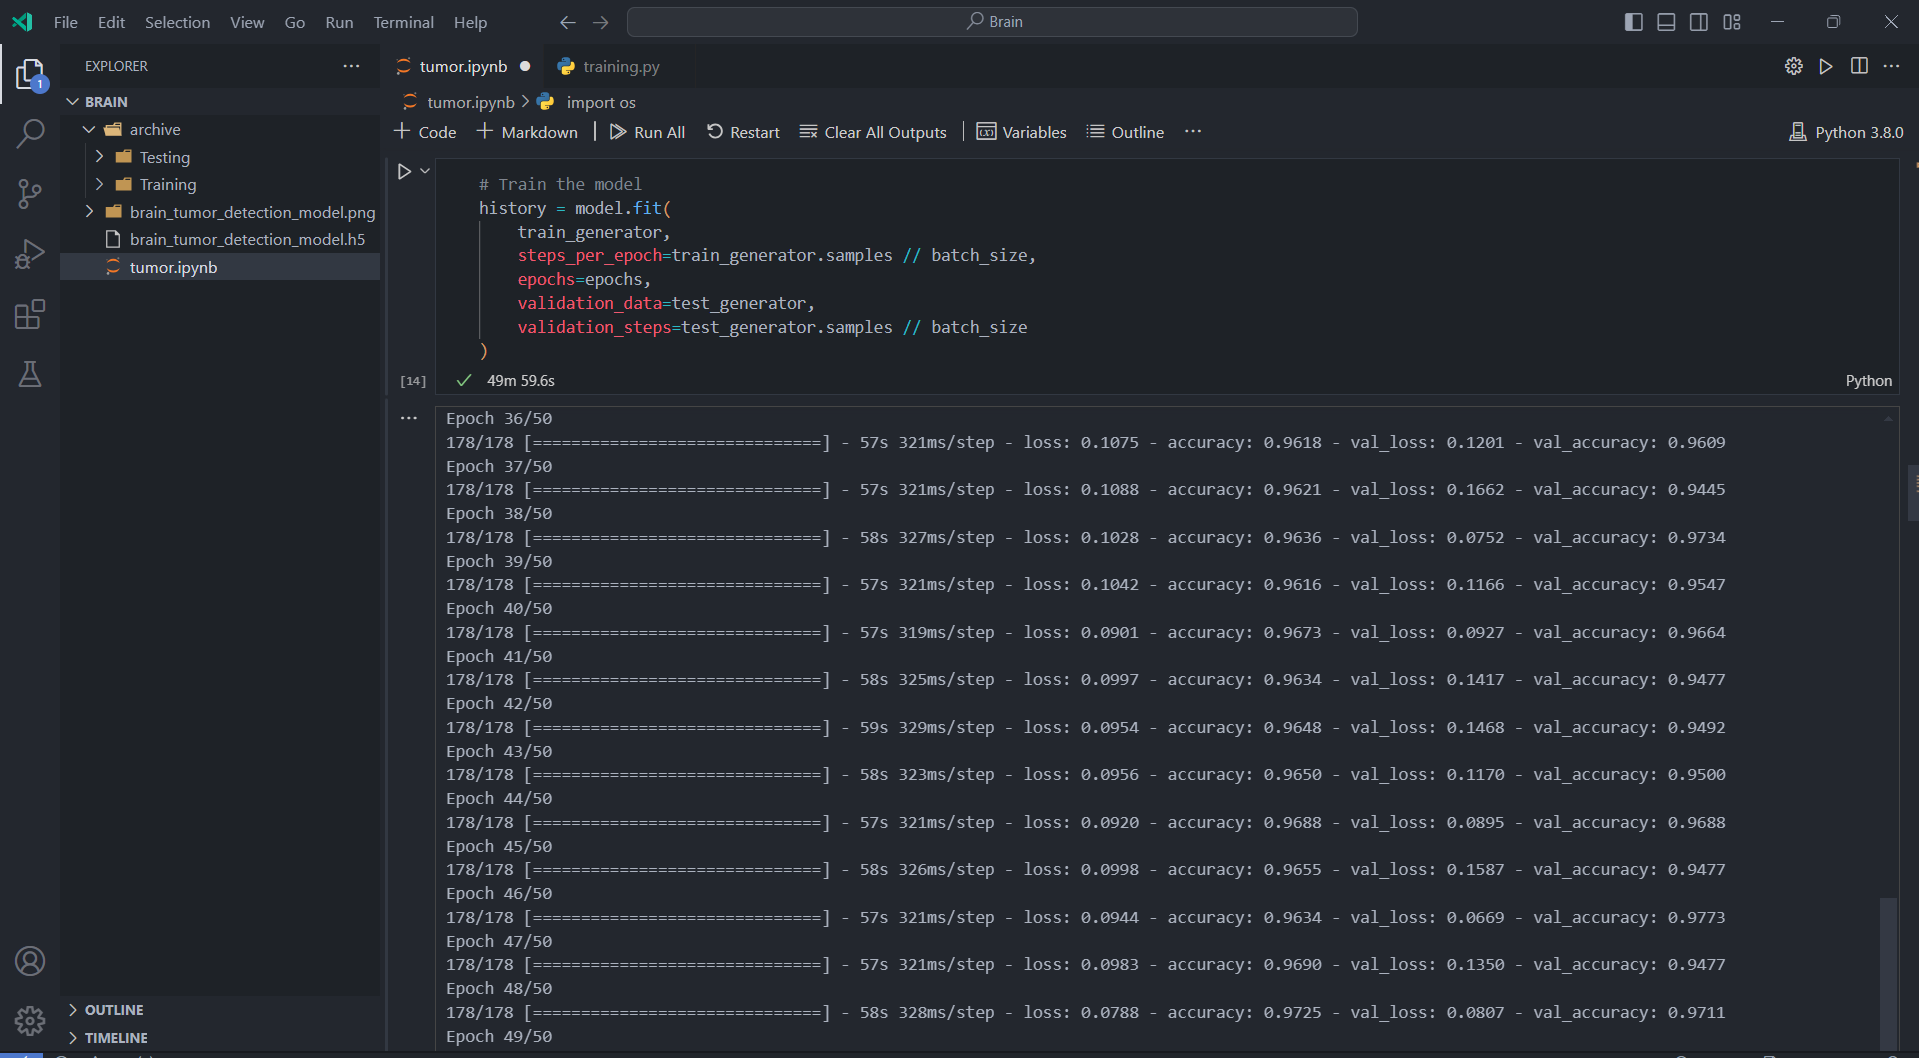 File Edit Selection View Go Run Terminal Help
Brain
EXPLORER
1
BRAIN
archive
Testing
Training
brain_tumor_detection_model.png
brain_tumor_detection_model.h5
tumor.ipynb
OUTLINE
TIMELINE
tumor.ipynb
training.py
tumor.ipynb > import os
Code Markdown Run All Restart Clear All Outputs Variables Outline
Python 3.8.0
# Train the model
history = model.fit(
    train_generator,
    steps_per_epoch=train_generator.samples // batch_size,
    epochs=epochs,
    validation_data=test_generator,
    validation_steps=test_generator.samples // batch_size
)
[14] 49m 59.6s
Python
Epoch 36/50
178/178 [==============================] - 57s 321ms/step - loss: 0.1075 - accuracy: 0.9618 - val_loss: 0.1201 - val_accuracy: 0.9609
Epoch 37/50
178/178 [==============================] - 57s 321ms/step - loss: 0.1088 - accuracy: 0.9621 - val_loss: 0.1662 - val_accuracy: 0.9445
Epoch 38/50
178/178 [==============================] - 58s 327ms/step - loss: 0.1028 - accuracy: 0.9636 - val_loss: 0.0752 - val_accuracy: 0.9734
Epoch 39/50
178/178 [==============================] - 57s 321ms/step - loss: 0.1042 - accuracy: 0.9616 - val_loss: 0.1166 - val_accuracy: 0.9547
Epoch 40/50
178/178 [==============================] - 57s 319ms/step - loss: 0.0901 - accuracy: 0.9673 - val_loss: 0.0927 - val_accuracy: 0.9664
Epoch 41/50
178/178 [==============================] - 58s 325ms/step - loss: 0.0997 - accuracy: 0.9634 - val_loss: 0.1417 - val_accuracy: 0.9477
Epoch 42/50
178/178 [==============================] - 59s 329ms/step - loss: 0.0954 - accuracy: 0.9648 - val_loss: 0.1468 - val_accuracy: 0.9492
Epoch 43/50
178/178 [==============================] - 58s 323ms/step - loss: 0.0956 - accuracy: 0.9650 - val_loss: 0.1170 - val_accuracy: 0.9500
Epoch 44/50
178/178 [==============================] - 57s 321ms/step - loss: 0.0920 - accuracy: 0.9688 - val_loss: 0.0895 - val_accuracy: 0.9688
Epoch 45/50
178/178 [==============================] - 58s 326ms/step - loss: 0.0998 - accuracy: 0.9655 - val_loss: 0.1587 - val_accuracy: 0.9477
Epoch 46/50
178/178 [==============================] - 57s 321ms/step - loss: 0.0944 - accuracy: 0.9634 - val_loss: 0.0669 - val_accuracy: 0.9773
Epoch 47/50
178/178 [==============================] - 57s 321ms/step - loss: 0.0983 - accuracy: 0.9690 - val_loss: 0.1350 - val_accuracy: 0.9477
Epoch 48/50
178/178 [==============================] - 58s 328ms/step - loss: 0.0788 - accuracy: 0.9725 - val_loss: 0.0807 - val_accuracy: 0.9711
Epoch 49/50